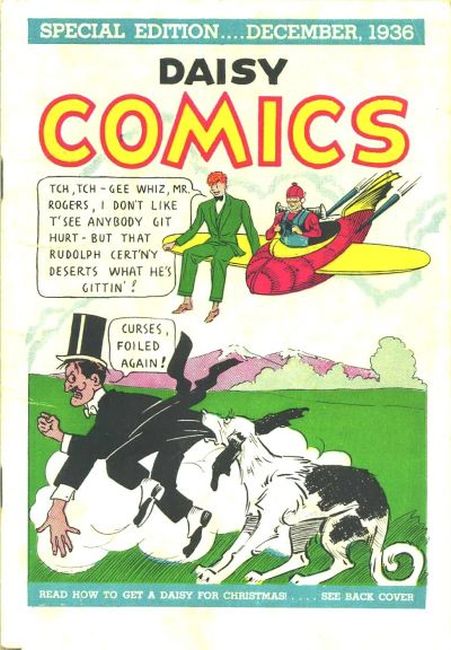 SPECIAL EDITION....DECEMBER, 1936
DAISY
COMICS
TCH, TCH - GEE WHIZ, MR.
ROGERS, I DON'T LIKE
T'SEE ANYBODY GIT
HURT - BUT THAT
RUDOLPH CERT'NY
DESERTS WHAT HE'S
GITTIN'!
CURSES,
FOILED
AGAIN!
READ HOW TO GET A DAISY FOR CHRISTMAS! .... SEE BACK COVER